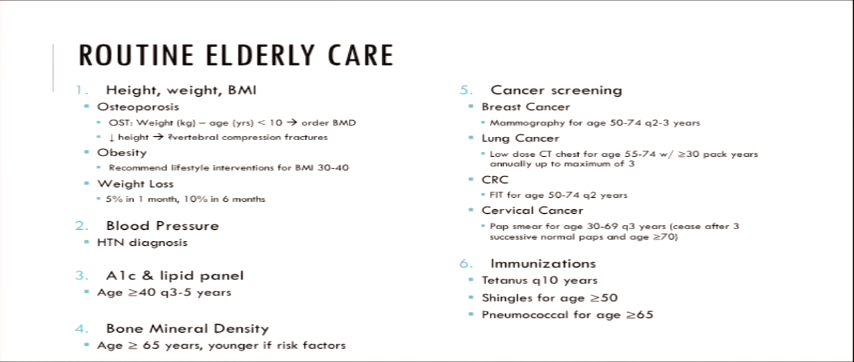 ROUTINE ELDERLY CARE
1. Height, weight, BMI
▪ Osteoporosis
▪ OST: Weight (kg) – age (yrs) < 10 → order BMD
▪ ↓ height → ?vertebral compression fractures
▪ Obesity
▪ Recommend lifestyle interventions for BMI 30-40
▪ Weight Loss
▪ 5% in 1 month, 10% in 6 months
2. Blood Pressure
▪ HTN diagnosis
3. A1c & lipid panel
▪ Age ≥40 q3-5 years
4. Bone Mineral Density
▪ Age ≥ 65 years, younger if risk factors
5. Cancer screening
▪ Breast Cancer
▪ Mammography for age 50-74 q2-3 years
▪ Lung Cancer
▪ Low dose CT chest for age 55-74 w/ ≥30 pack years
annually up to maximum of 3
▪ CRC
▪ FIT for age 50-74 q2 years
▪ Cervical Cancer
▪ Pap smear for age 30-69 q3 years (cease after 3
successive normal paps and age ≥70)
6. Immunizations
▪ Tetanus q10 years
▪ Shingles for age ≥50
▪ Pneumococcal for age ≥65